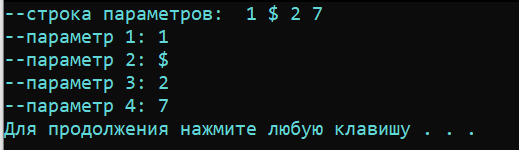 --строка параметров:  1 $ 2 7
--параметр 1: 1
--параметр 2: $
--параметр 3: 2
--параметр 4: 7
Для продолжения нажмите любую клавишу . . .